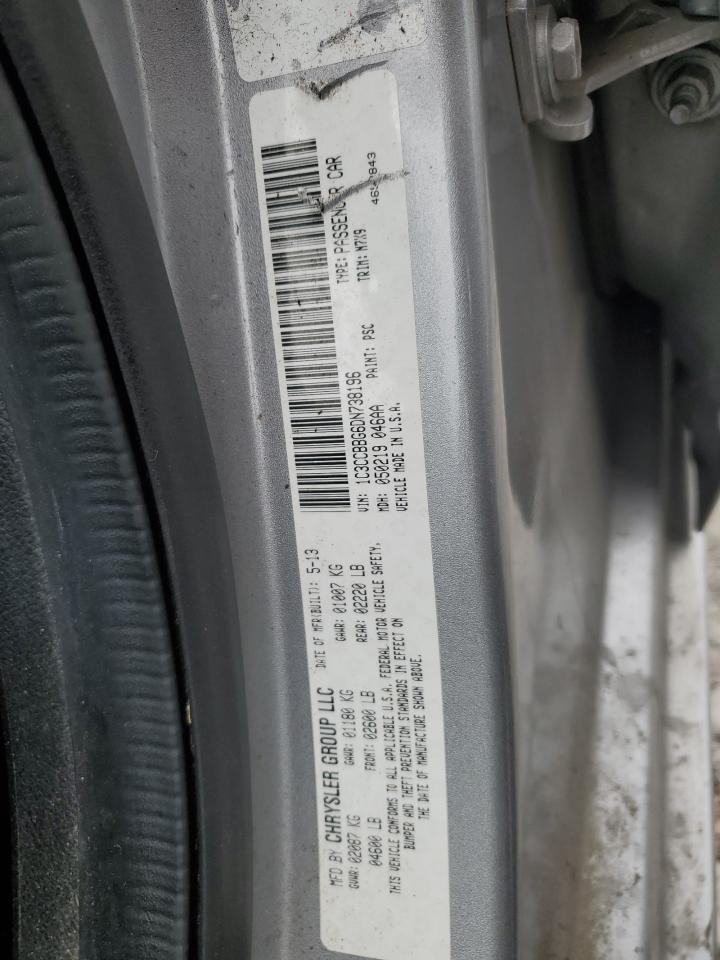 MFD BY CHRYSLER GROUP LLC
DATE OF MFR(BUILT): 5-13
GVWR: 02087 KG
GAWR: 01180 KG
GAWR: 01007 KG
04600 LB
FRONT: 02600 LB
REAR: 02220 LB
THIS VEHICLE CONFORMS TO ALL APPLICABLE U.S.A. FEDERAL MOTOR VEHICLE SAFETY,
BUMPER AND THEFT PREVENTION STANDARDS IN EFFECT ON
THE DATE OF MANUFACTURE SHOWN ABOVE.
VIN: 1C3CCBBG6DN738196
TYPE: PASSENGER CAR
MDH: 050219 046AA
PAINT: PSC
TRIM: M7X9
VEHICLE MADE IN U.S.A.